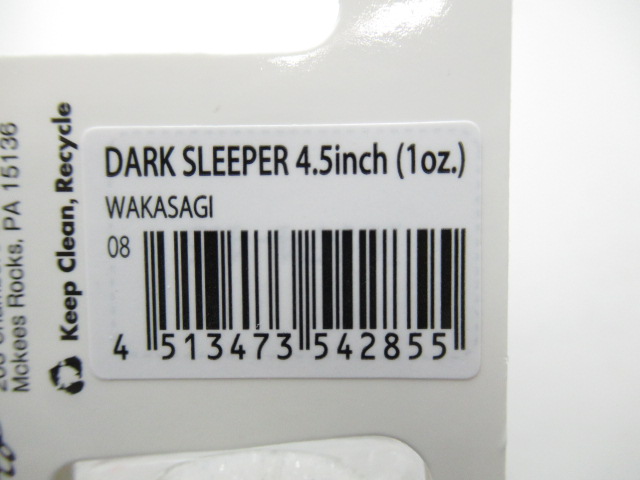 DARK SLEEPER 4.5inch (1oz.)
WAKASAGI
08
4 513473 542855
Keep Clean, Recycle
Mckees Rocks, PA 15136